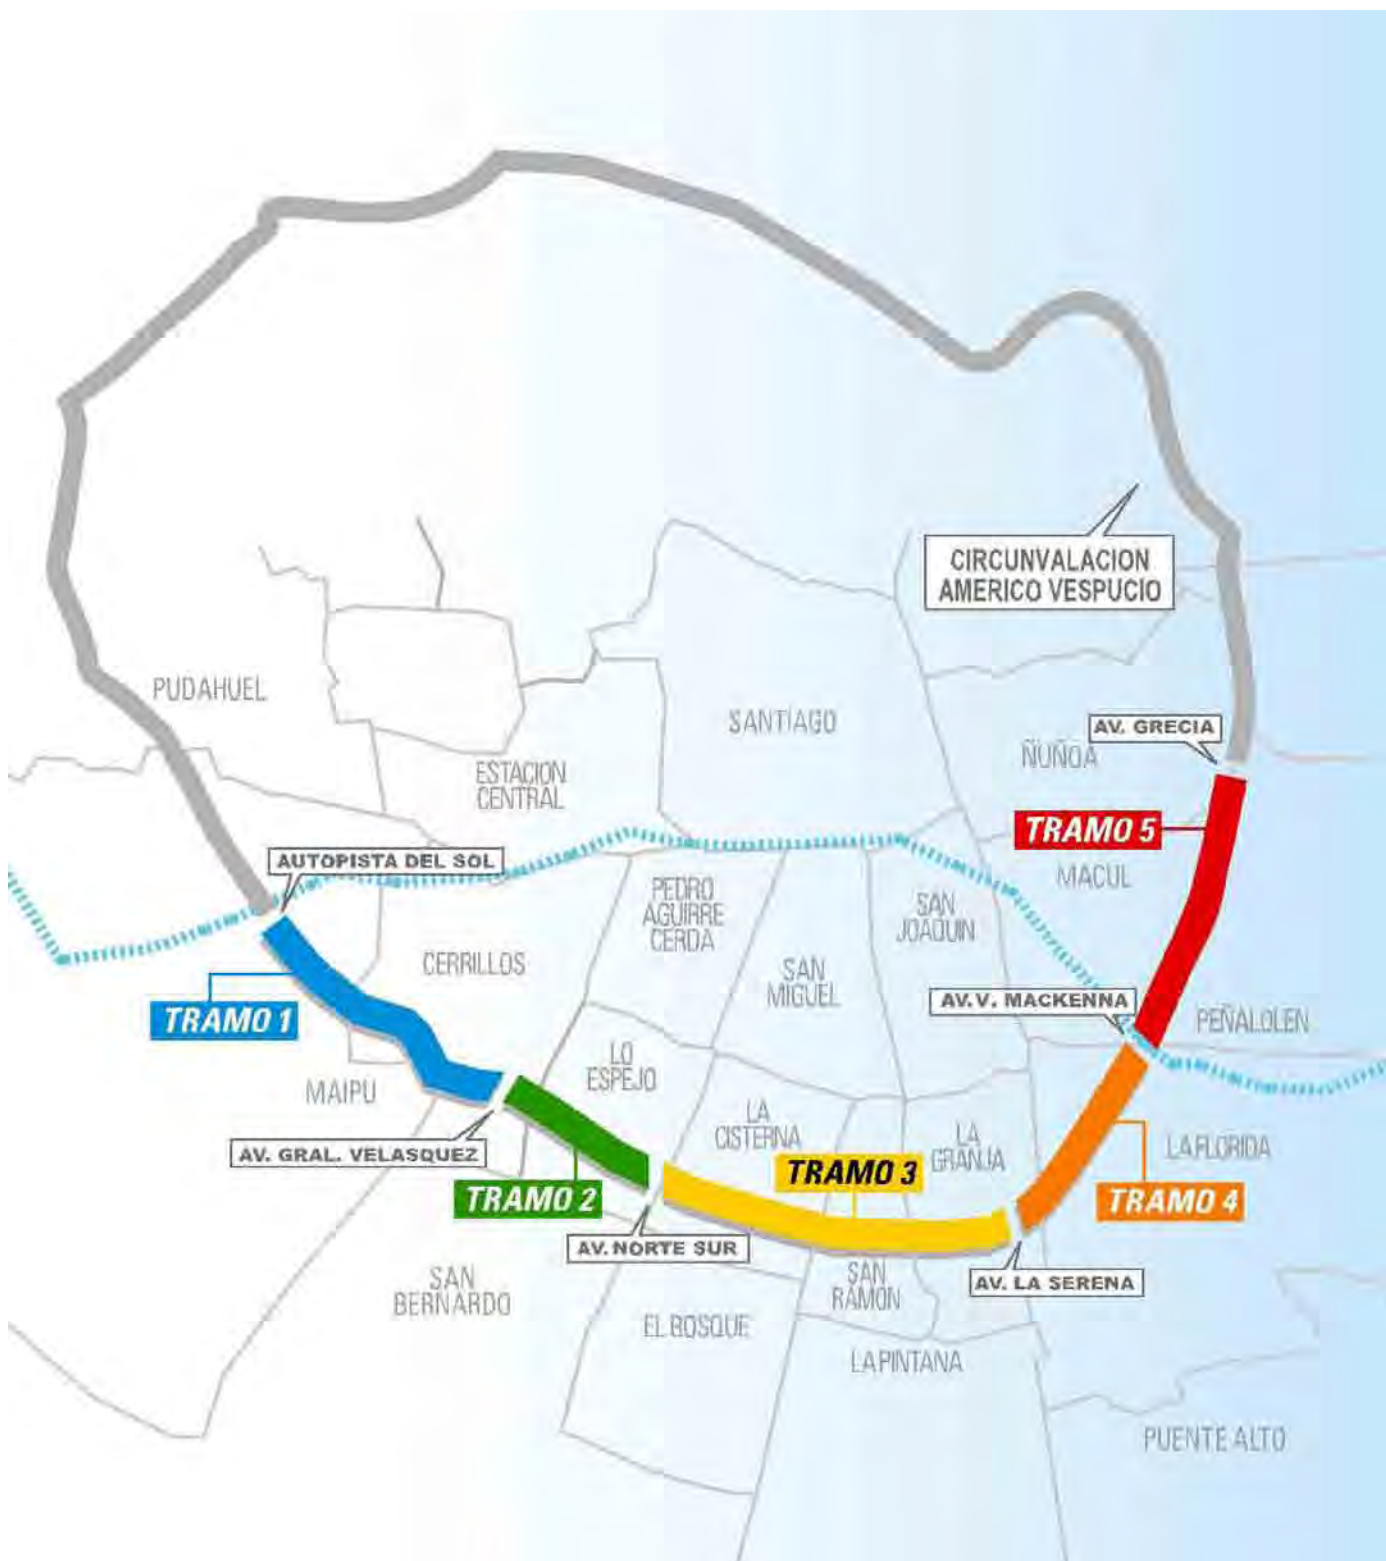 CIRCUNVALACION
AMERICO VESPUCIO
PUDAHUEL
SANTIAGO
AV. GRECIA
ÑUÑOA
ESTACION
CENTRAL
TRAMO 5
AUTOPISTA DEL SOL
MACUL
PEDRO
AGUIRRE
CERDA
SAN
JOAQUIN
CERRILLOS
SAN
MIGUEL
AV. V. MACKENNA
TRAMO 1
PEÑALOLEN
LO
ESPEJO
MAIPU
LA
CISTERNA
LA
GRANJA
LA FLORIDA
AV. GRAL. VELASQUEZ
TRAMO 3
TRAMO 2
TRAMO 4
AV. NORTE SUR
AV. LA SERENA
SAN
BERNARDO
SAN
RAMON
EL BOSQUE
LA PINTANA
PUENTE ALTO